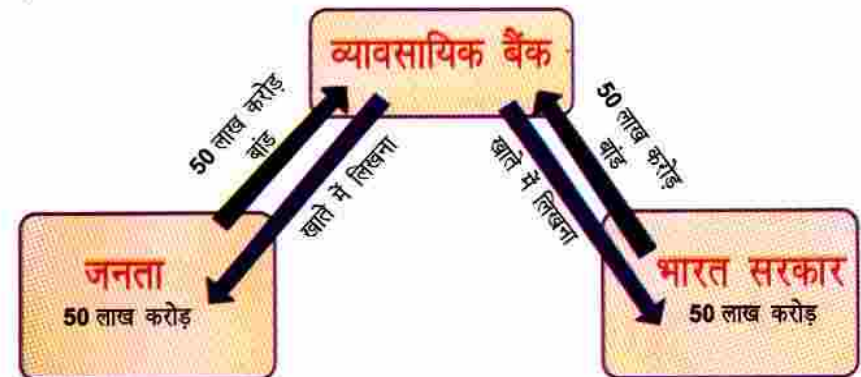 व्यावसायिक बैंक
50 लाख करोड़
बांड
खाते में लिखना
खाते में लिखना
50 लाख करोड़
बांड
जनता
50 लाख करोड़
भारत सरकार
50 लाख करोड़